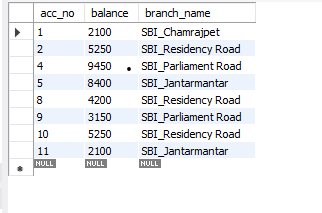 acc_no balance branch_name
1 2100 SBI_Chamrajpet
2 5250 SBI_Residency Road
4 9450 SBI_Parliament Road
5 8400 SBI_Jantarmantar
8 4200 SBI_Residency Road
9 3150 SBI_Parliament Road
10 5250 SBI_Residency Road
11 2100 SBI_Jantarmantar
NULL NULL NULL